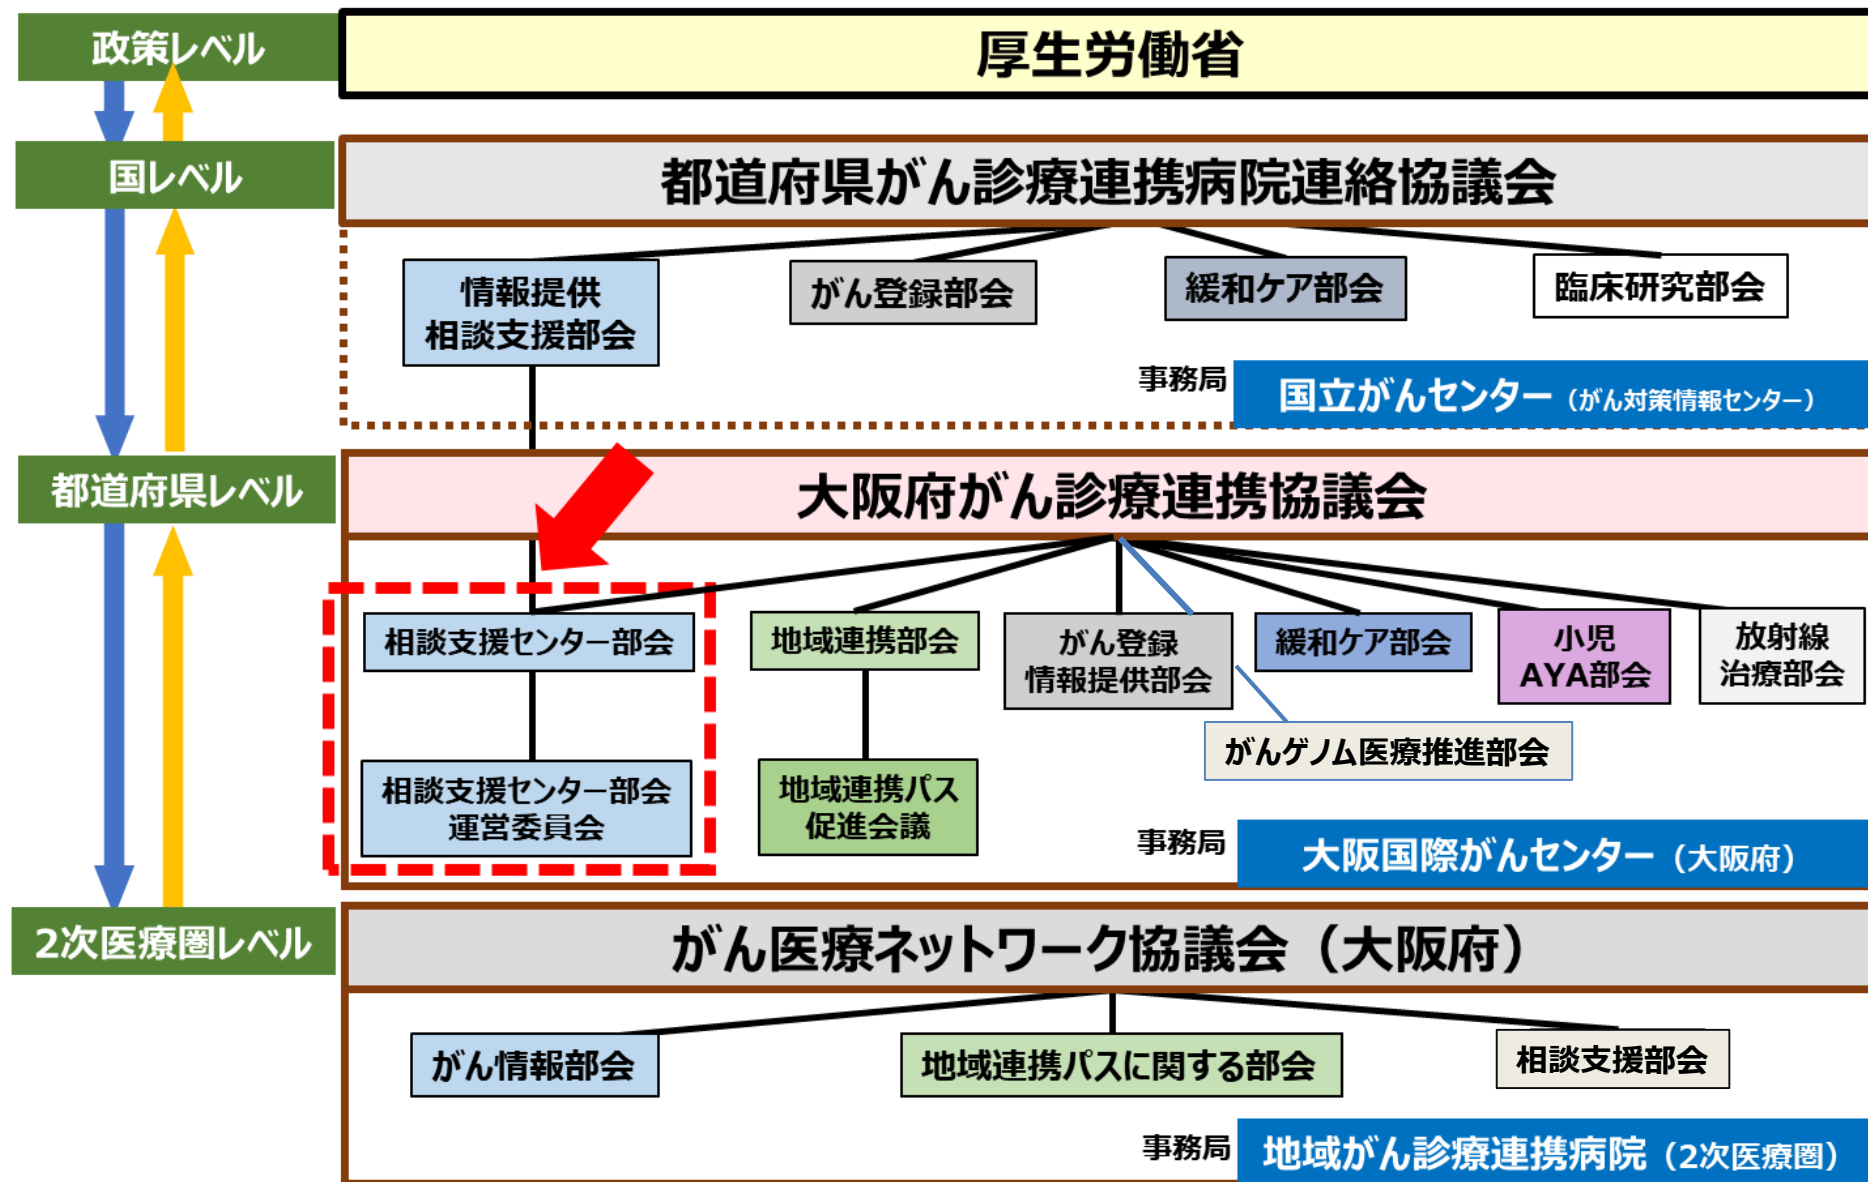 政策レベル
厚生労働省
国レベル
都道府県がん診療連携病院連絡協議会
情報提供
相談支援部会
がん登録部会
緩和ケア部会
臨床研究部会
事務局
国立がんセンター（がん対策情報センター）
都道府県レベル
大阪府がん診療連携協議会
相談支援センター部会
地域連携部会
がん登録
情報提供部会
緩和ケア部会
小児
AYA部会
放射線
治療部会
がんゲノム医療推進部会
相談支援センター部会
運営委員会
地域連携パス
促進会議
事務局
大阪国際がんセンター（大阪府）
2次医療圏レベル
がん医療ネットワーク協議会（大阪府）
がん情報部会
地域連携パスに関する部会
相談支援部会
事務局
地域がん診療連携病院（2次医療圏）